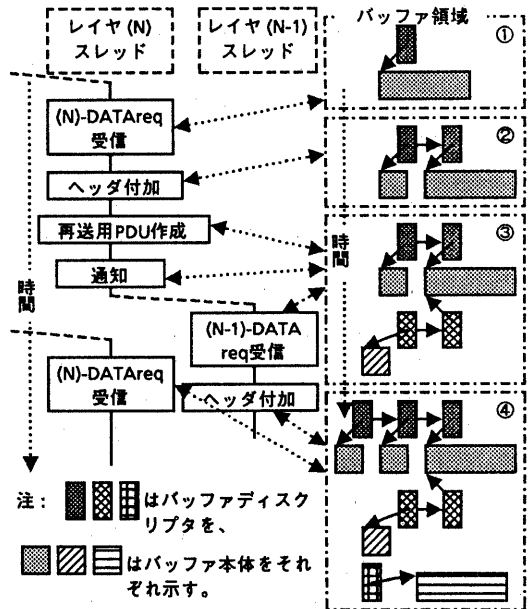 レイヤ(N)
スレッド
レイヤ(N-1)
スレッド
バッファ領域
①
(N)-DATAreq
受信
②
ヘッダ付加
再送用PDU作成
③
時間
通知
時間
(N-1)-DATA
req受信
(N)-DATAreq
受信
ヘッダ付加
④
注：
はバッファディスク
リプタを、
はバッファ本体をそれ
ぞれ示す。